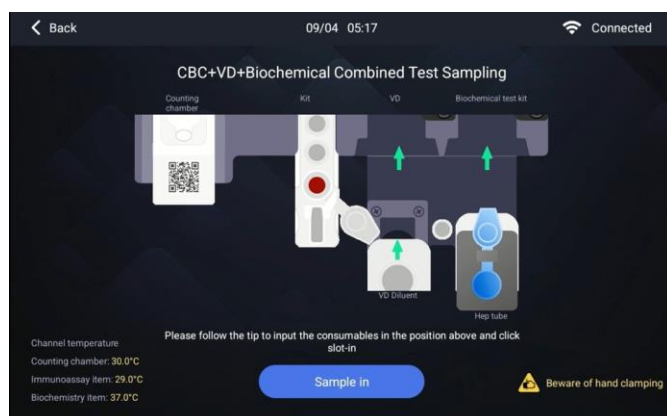 Back
09/04 05:17
Connected
CBC+VD+Biochemical Combined Test Sampling
Counting
chamber
Kit
VD
Biochemical test kit
VD Diluent
Hep tube
Please follow the tip to input the consumables in the position above and click
slot-in
Channel temperature
Counting chamber: 30.0°C
Immunoassay item: 29.0°C
Biochemistry item: 37.0°C
Sample in
Beware of hand clamping